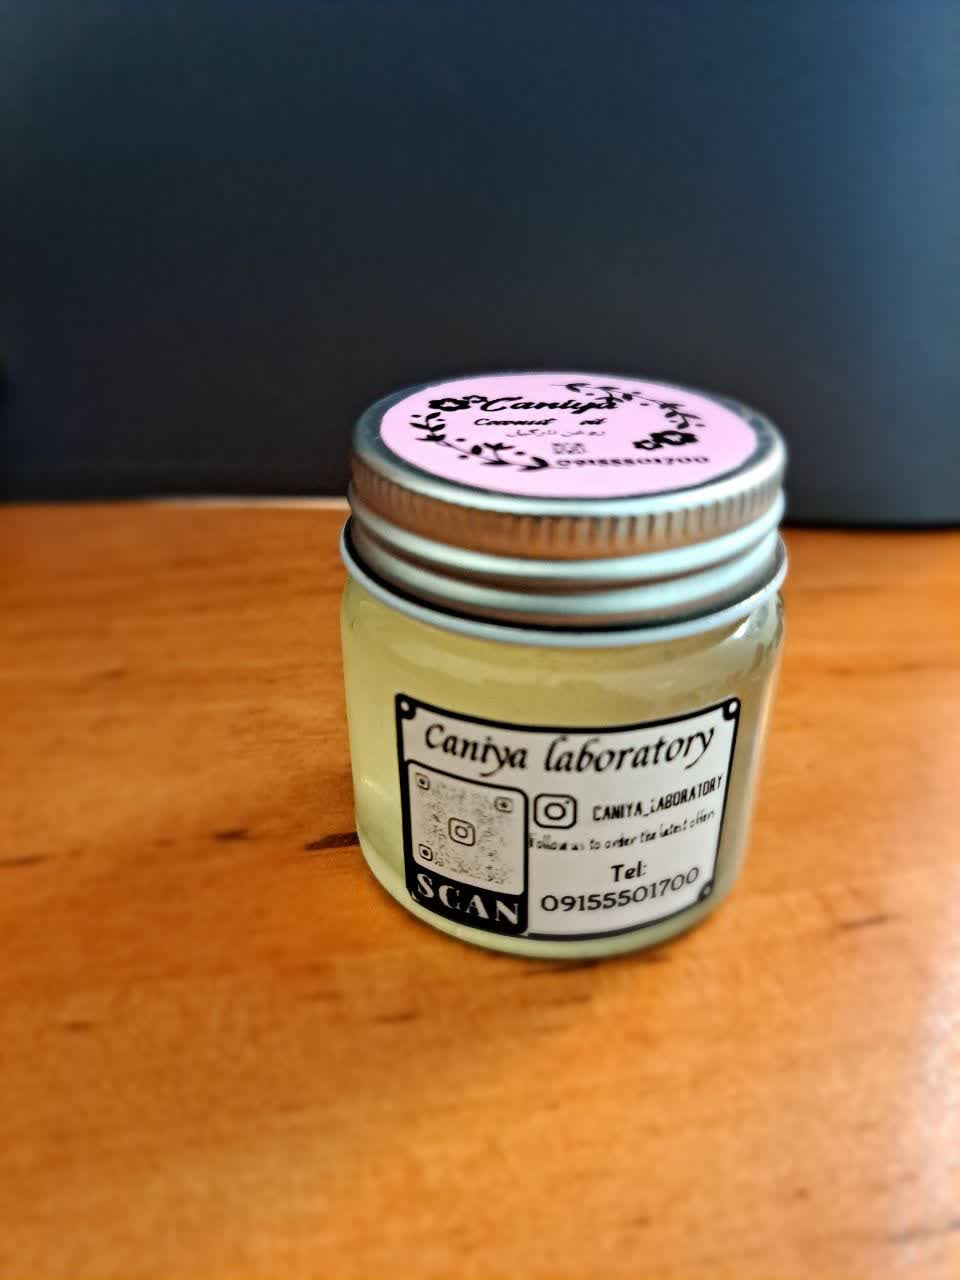 Caniya
Coconut oil
روغن نارگیل
09155501700
Caniya laboratory
CANIYA_LABORATORY
Follow us to order the latest offers
Tel:
09155501700
SCAN